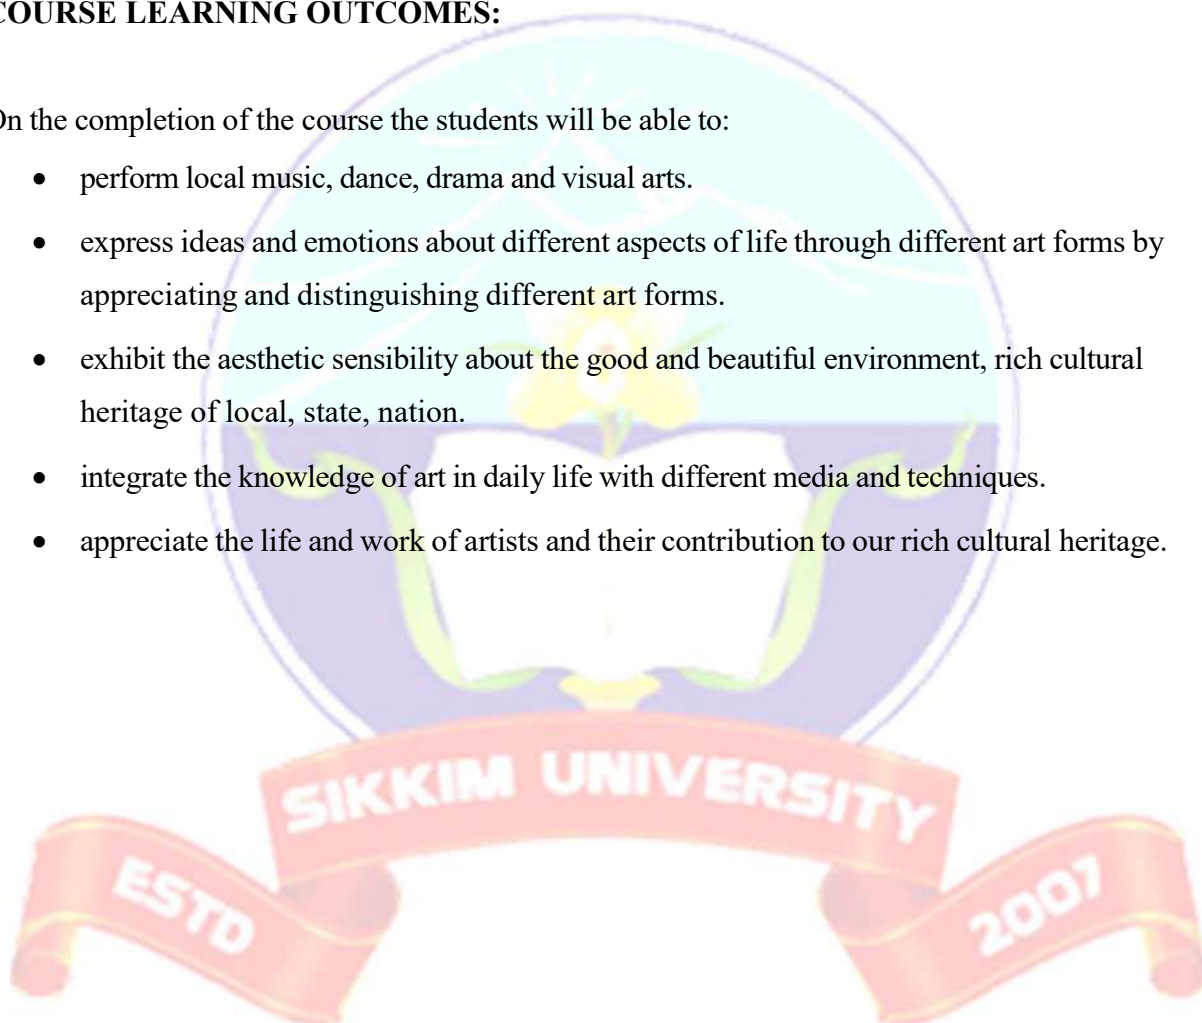 COURSE LEARNING OUTCOMES:
On the completion of the course the students will be able to:
• perform local music, dance, drama and visual arts.
• express ideas and emotions about different aspects of life through different art forms by
appreciating and distinguishing different art forms.
• exhibit the aesthetic sensibility about the good and beautiful environment, rich cultural
heritage of local, state, nation.
• integrate the knowledge of art in daily life with different media and techniques.
• appreciate the life and work of artists and their contribution to our rich cultural heritage.
SIKKIM UNIVERSITY
ESTD
2007